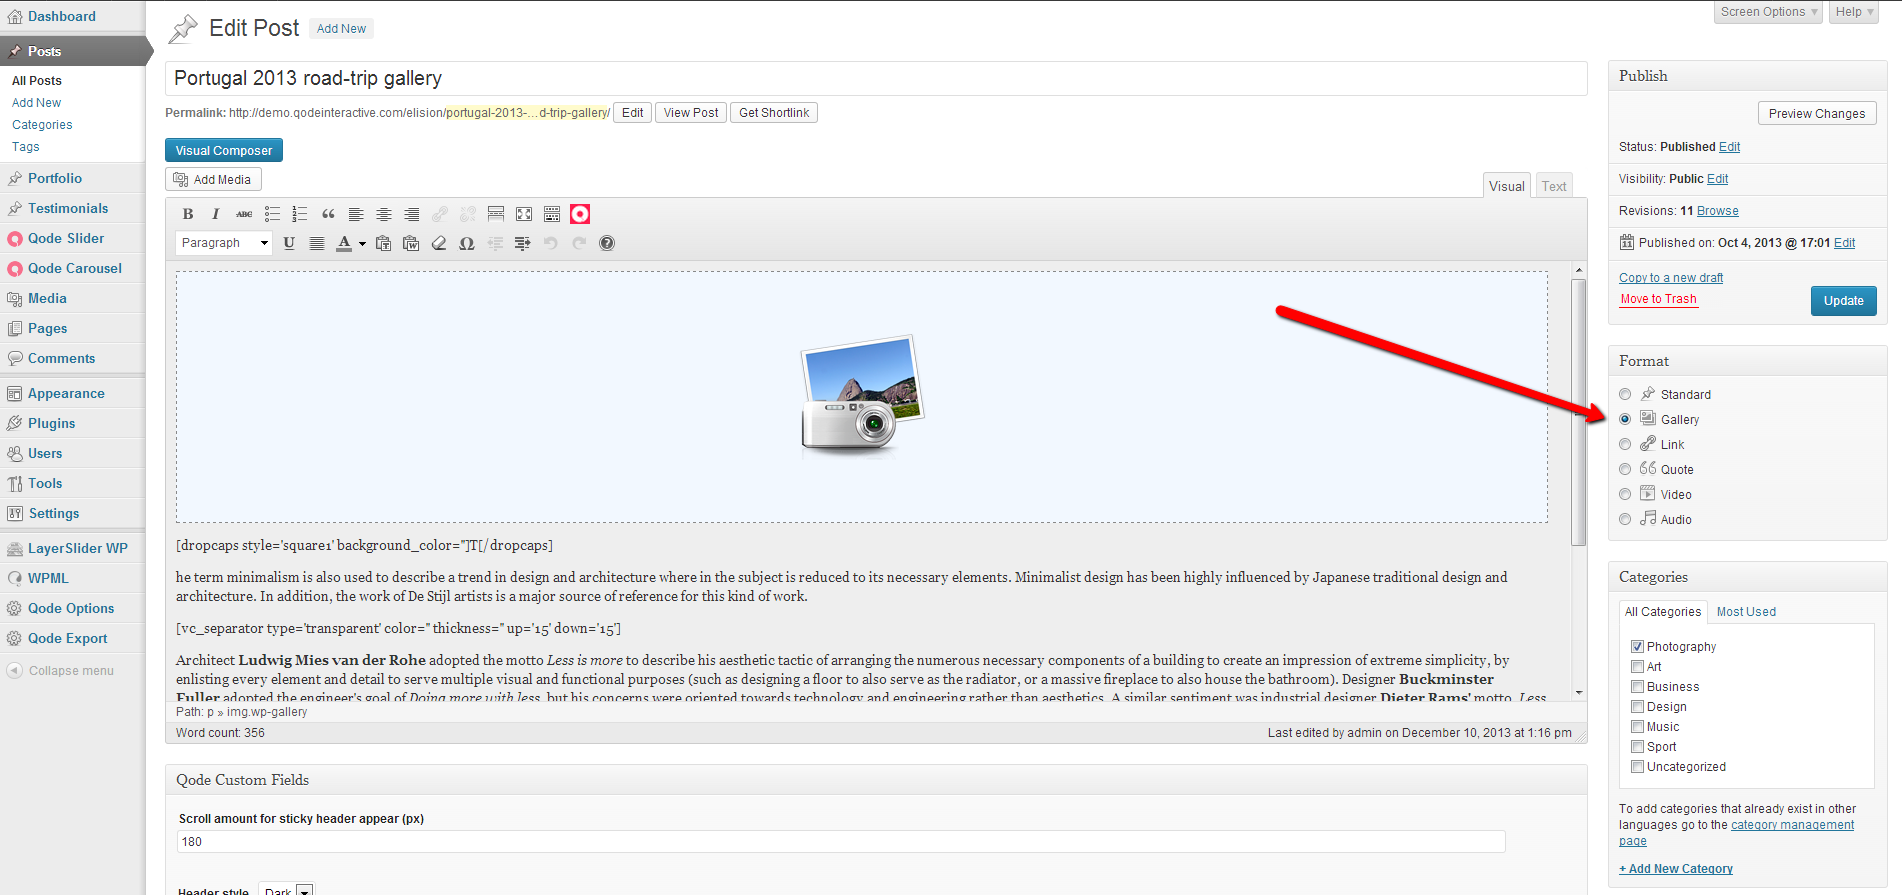 Dashboard
Posts
All Posts
Add New
Categories
Tags
Portfolio
Testimonials
Qode Slider
Qode Carousel
Media
Pages
Comments
Appearance
Plugins
Users
Tools
Settings
LayerSlider WP
WPML
Qode Options
Qode Export
Collapse menu
Screen Options
Help
Edit Post Add New
Portugal 2013 road-trip gallery
Permalink: http://demo.qodeinteractive.com/elision/portugal-2013-...d-trip-gallery/ Edit View Post Get Shortlink
Visual Composer
Add Media
Visual Text
B I ABC
Paragraph U A Ω
[dropcaps style='square1' background_color='']T[/dropcaps]
he term minimalism is also used to describe a trend in design and architecture where in the subject is reduced to its necessary elements. Minimalist design has been highly influenced by Japanese traditional design and
architecture. In addition, the work of De Stijl artists is a major source of reference for this kind of work.
[vc_separator type='transparent' color='' thickness='' up='15' down='15']
Architect Ludwig Mies van der Rohe adopted the motto Less is more to describe his aesthetic tactic of arranging the numerous necessary components of a building to create an impression of extreme simplicity, by
enlisting every element and detail to serve multiple visual and functional purposes (such as designing a floor to also serve as the radiator, or a massive fireplace to also house the bathroom). Designer Buckminster
Fuller adopted the engineer's goal of Doing more with less, but his concerns were oriented towards technology and engineering rather than aesthetics. A similar sentiment was industrial designer Dieter Rams' motto, Less
Path: p » img.wp-gallery
Word count: 356
Last edited by admin on December 10, 2013 at 1:16 pm
Qode Custom Fields
Scroll amount for sticky header appear (px)
180
Header style Dark
Publish
Preview Changes
Status: Published Edit
Visibility: Public Edit
Revisions: 11 Browse
11 Published on: Oct 4, 2013 @ 17:01 Edit
Copy to a new draft
Move to Trash
Update
Format
Standard
Gallery
Link
Quote
Video
Audio
Categories
All Categories Most Used
Photography
Art
Business
Design
Music
Sport
Uncategorized
To add categories that already exist in other
languages go to the category management
page
+ Add New Category